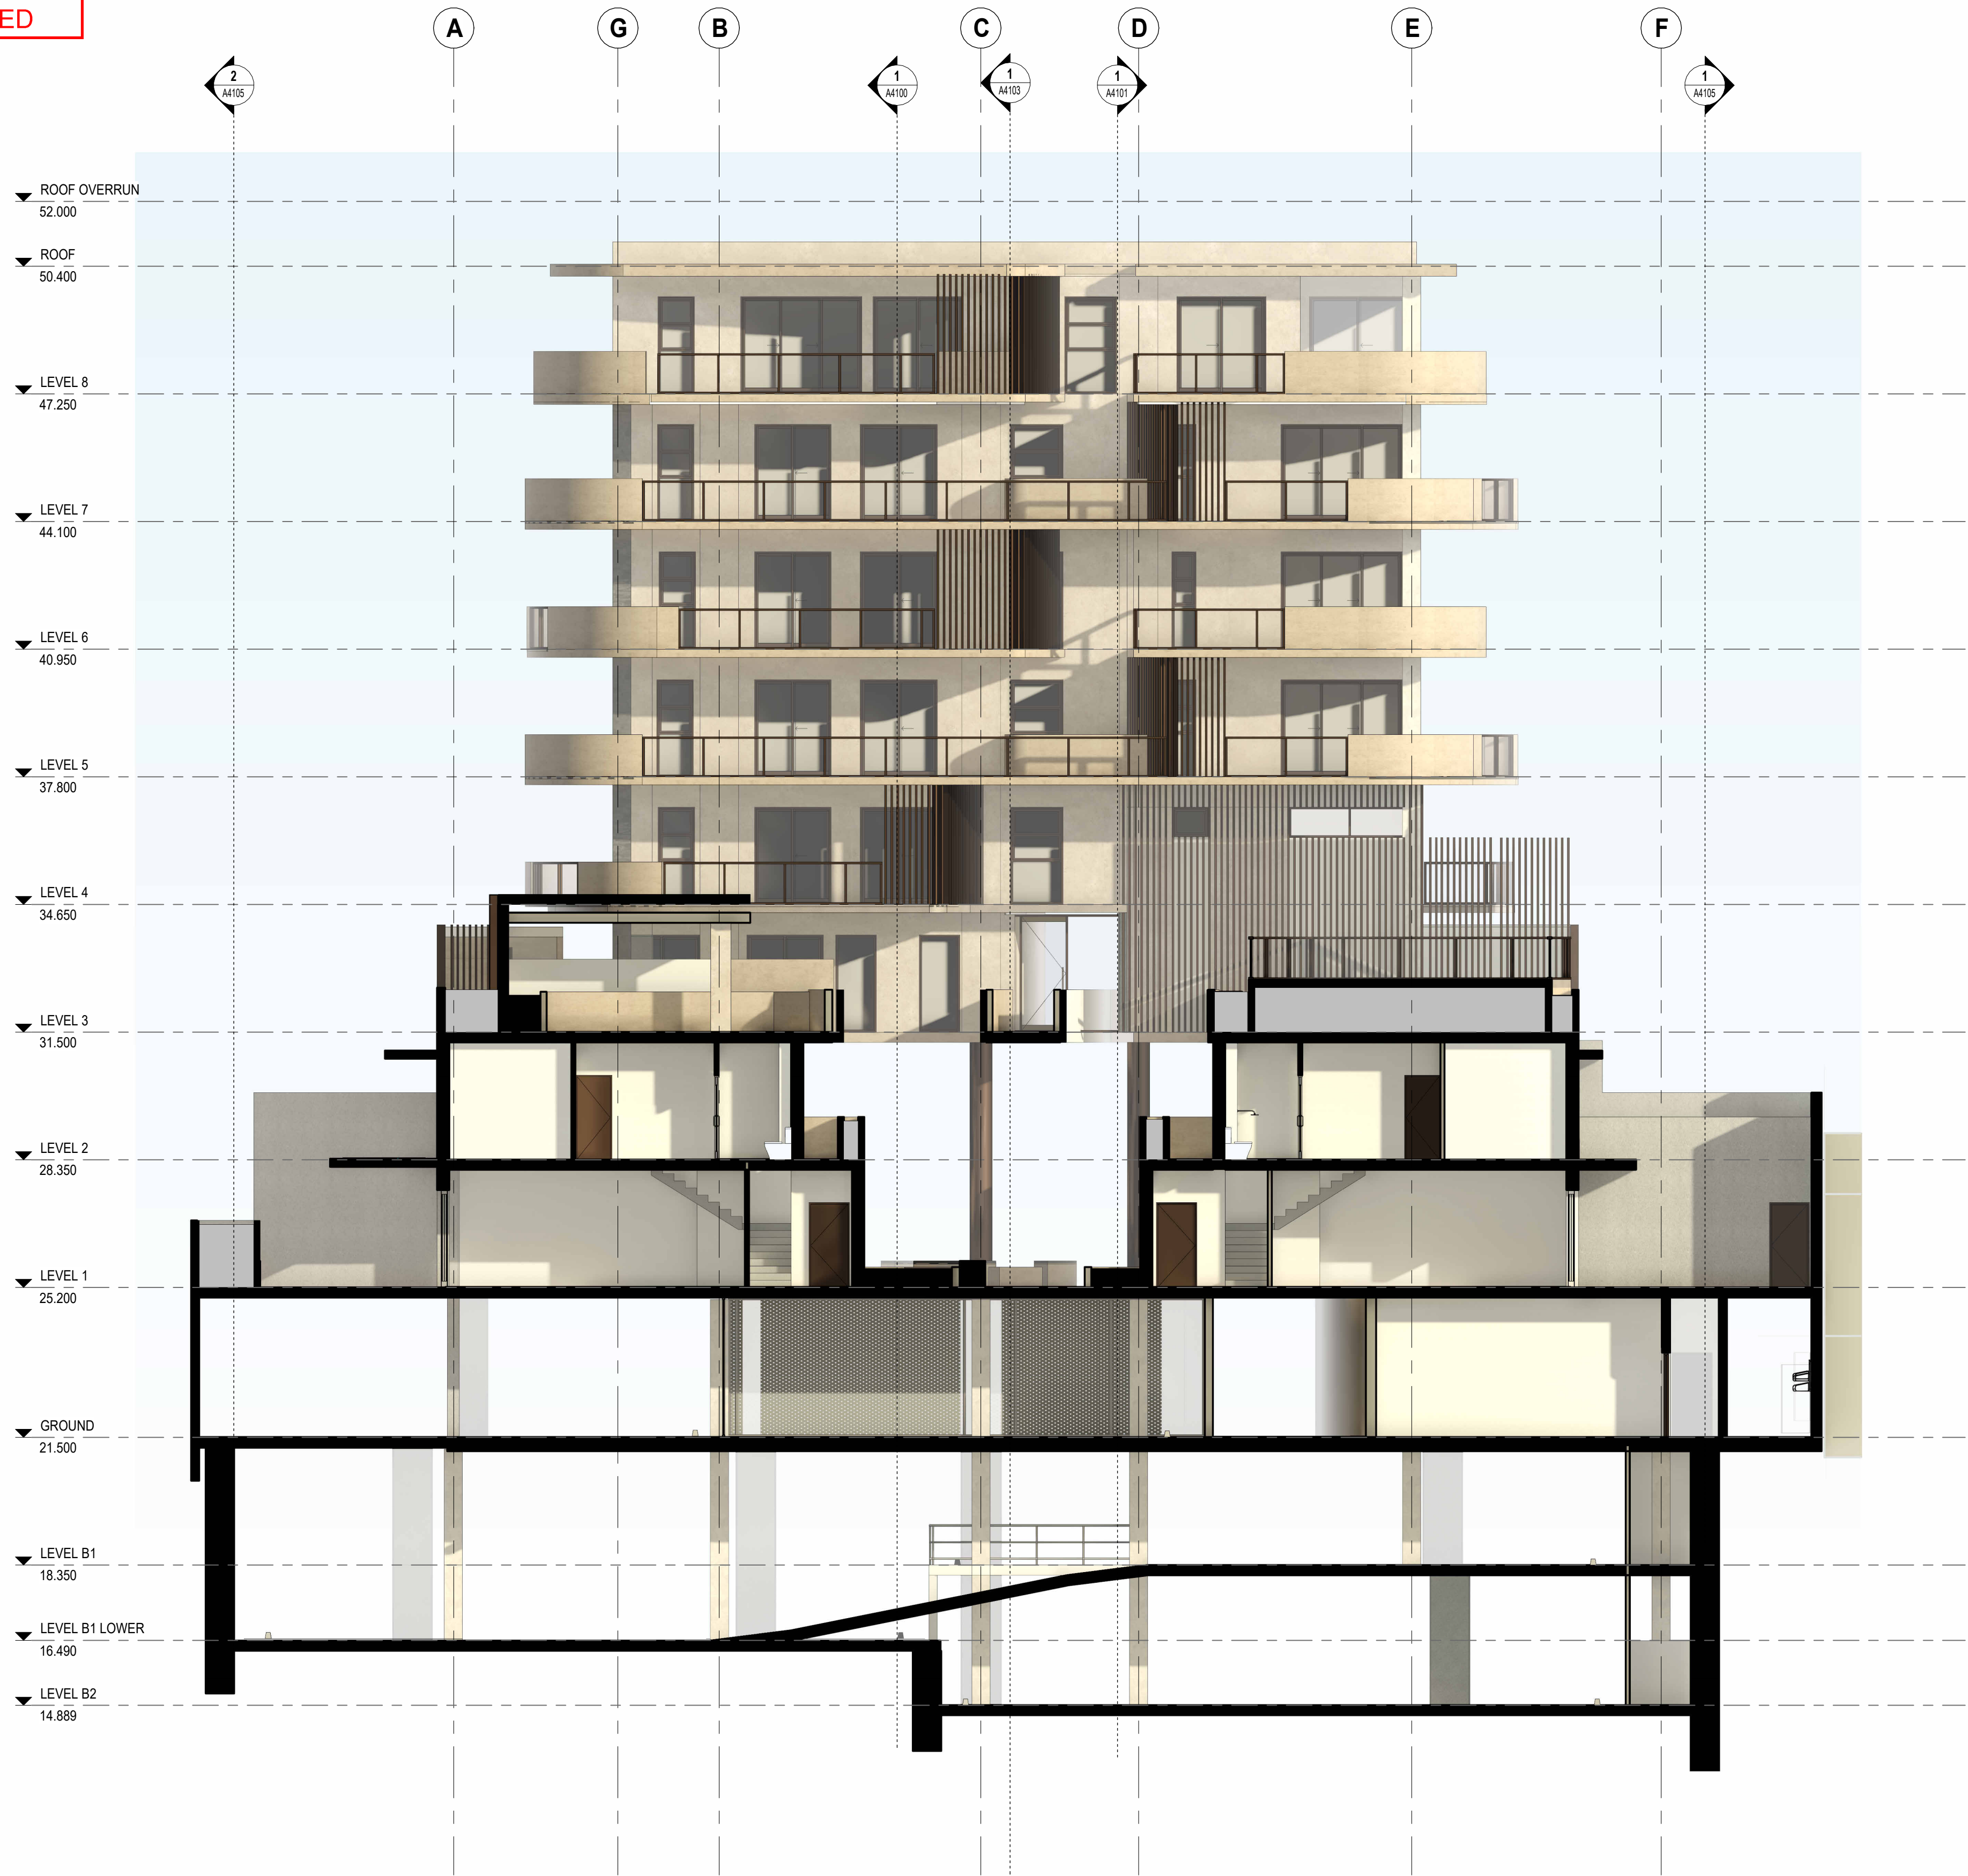 ED
A
G
B
C
D
E
F
2
A4105
1
A4100
1
A4103
1
A4101
1
A4105
ROOF OVERRUN
52.000
ROOF
50.400
LEVEL 8
47.250
LEVEL 7
44.100
LEVEL 6
40.950
LEVEL 5
37.800
LEVEL 4
34.650
LEVEL 3
31.500
LEVEL 2
28.350
LEVEL 1
25.200
GROUND
21.500
LEVEL B1
18.350
LEVEL B1 LOWER
16.490
LEVEL B2
14.889